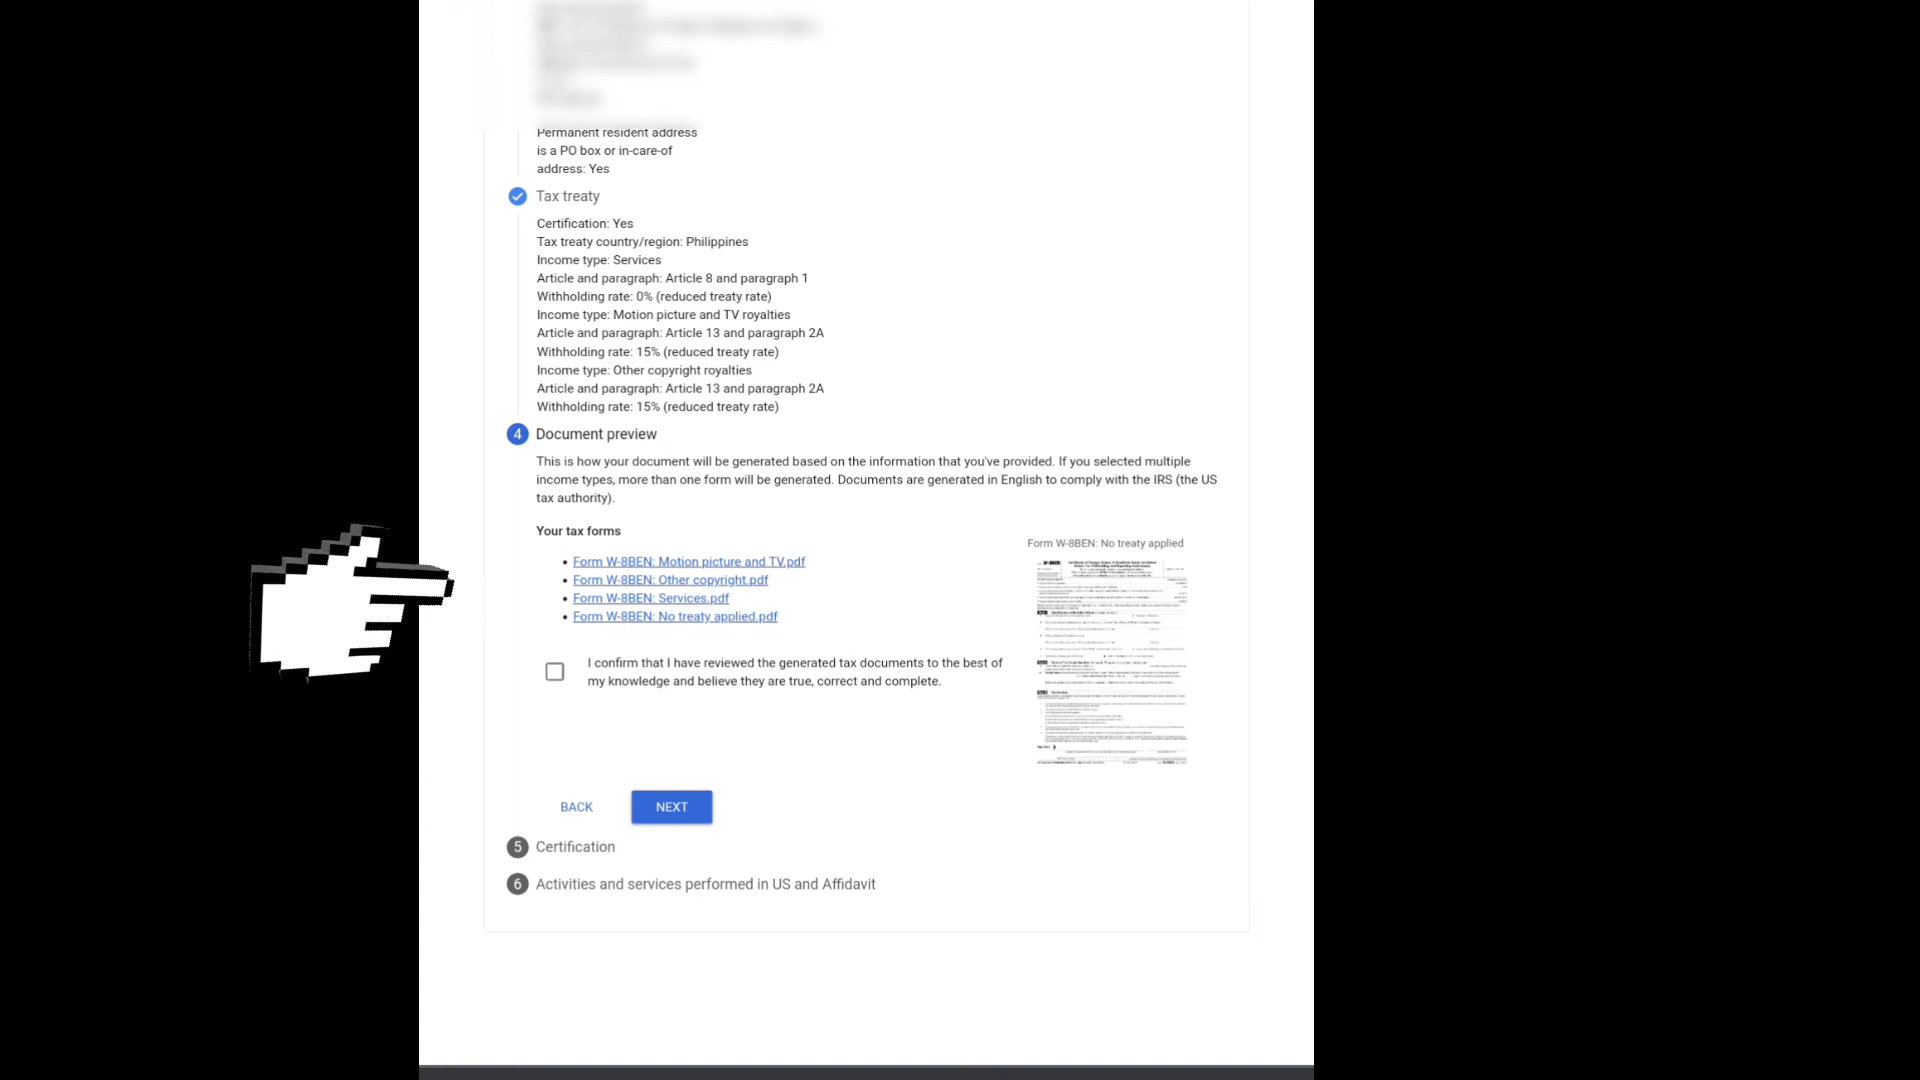 Permanent resident address
is a PO box or in-care-of
address: Yes
Tax treaty
Certification: Yes
Tax treaty country/region: Philippines
Income type: Services
Article and paragraph: Article 8 and paragraph 1
Withholding rate: 0% (reduced treaty rate)
Income type: Motion picture and TV royalties
Article and paragraph: Article 13 and paragraph 2A
Withholding rate: 15% (reduced treaty rate)
Income type: Other copyright royalties
Article and paragraph: Article 13 and paragraph 2A
Withholding rate: 15% (reduced treaty rate)
4 Document preview
This is how your document will be generated based on the information that you've provided. If you selected multiple
income types, more than one form will be generated. Documents are generated in English to comply with the IRS (the US
tax authority).
Your tax forms
• Form W-8BEN: Motion picture and TV.pdf
• Form W-8BEN: Other copyright.pdf
• Form W-8BEN: Services.pdf
• Form W-8BEN: No treaty applied.pdf
Form W-8BEN: No treaty applied
W-8BEN
I confirm that I have reviewed the generated tax documents to the best of
my knowledge and believe they are true, correct and complete.
BACK NEXT
5 Certification
6 Activities and services performed in US and Affidavit